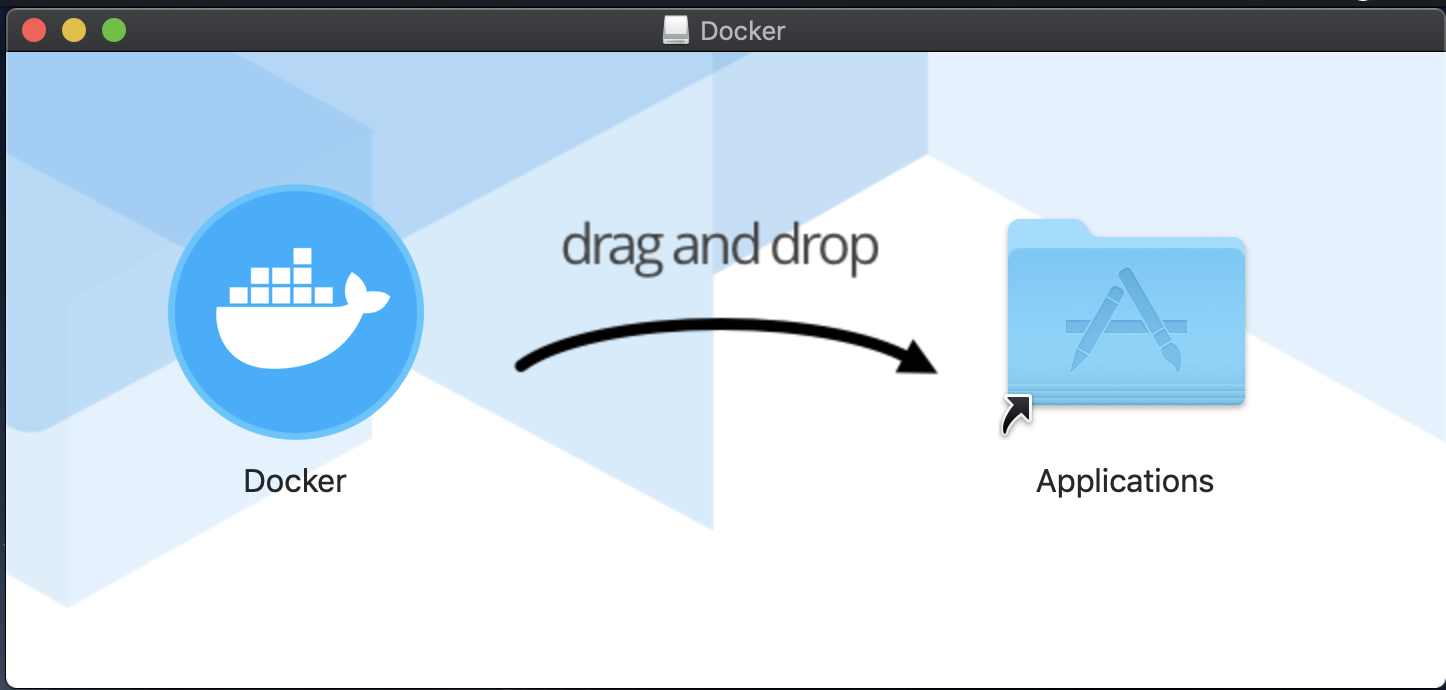 Docker
drag and drop
Docker
Applications